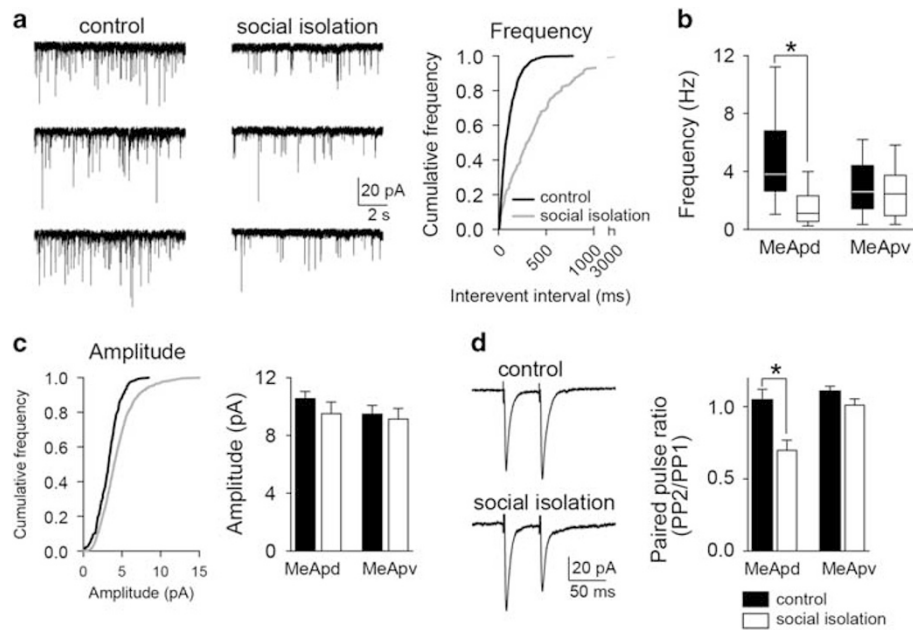 a
control
social isolation
20 pA
2 s
Frequency
Cumulative frequency
1.0
0.8
0.6
0.4
0.2
0
control
social isolation
0
500
1000
3000
Interevent interval (ms)
b
*
Frequency (Hz)
12
8
4
0
MeApd
MeApv
c
Amplitude
Cumulative frequency
1.0
0.8
0.6
0.4
0.2
0.0
0
5
10
15
Amplitude (pA)
Amplitude (pA)
12
9
6
3
0
MeApd
MeApv
d
control
social isolation
20 pA
50 ms
*
Paired pulse ratio
(PP2/PP1)
1.0
0.5
0.0
MeApd
MeApv
control
social isolation